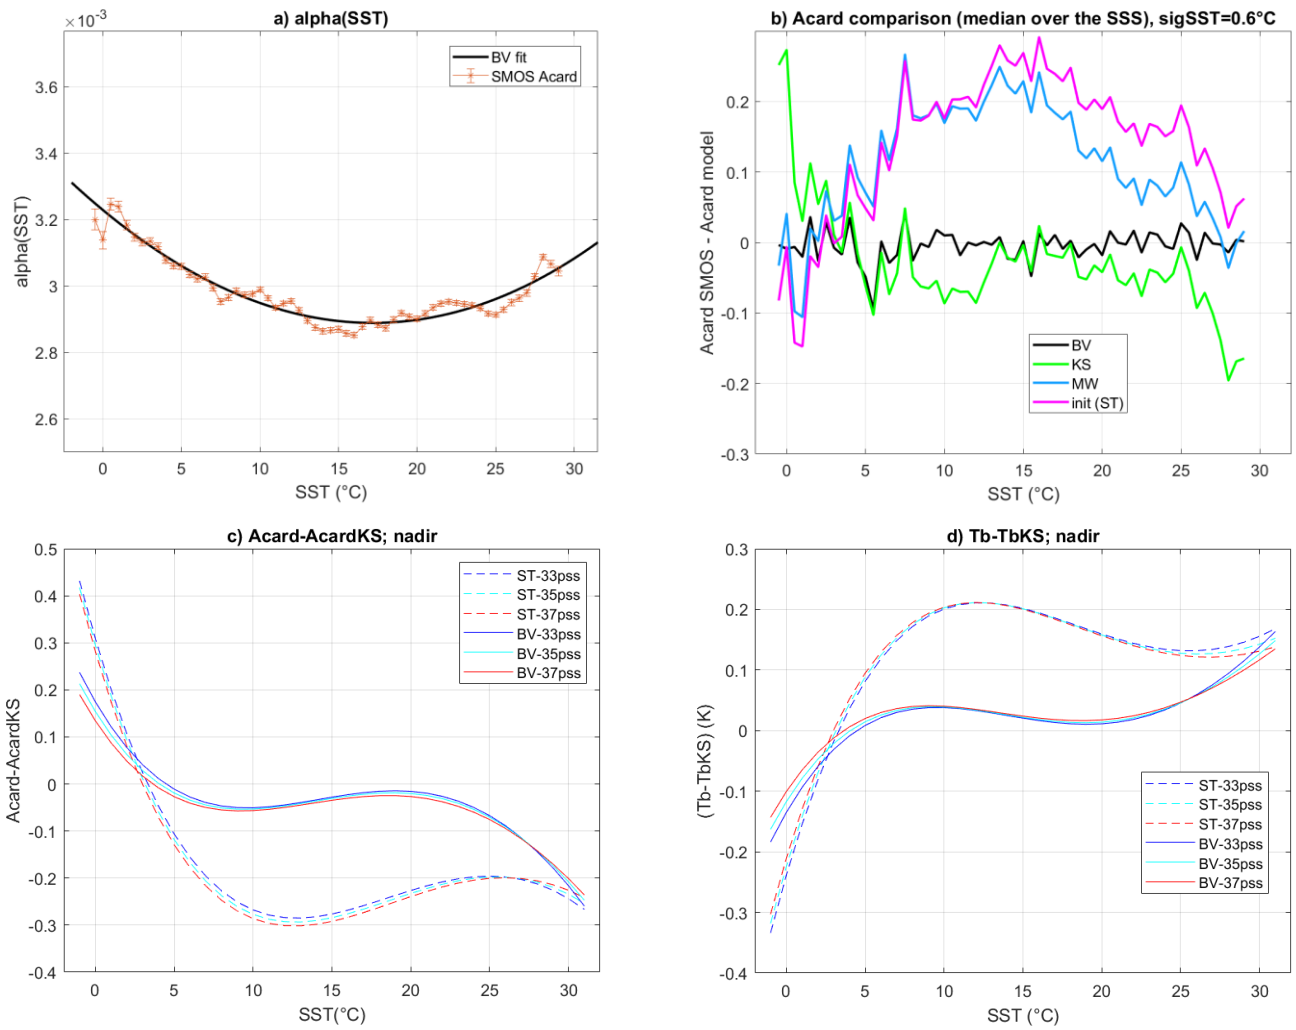 a) alpha(SST)
×10⁻³
3.6
3.4
3.2
3
2.8
2.6
alpha(SST)
BV fit
SMOS Acard
0 5 10 15 20 25 30
SST (°C)
b) Acard comparison (median over the SSS), sigSST=0.6°C
0.2
0.1
0
-0.1
-0.2
-0.3
Acard SMOS - Acard model
BV
KS
MW
init (ST)
0 5 10 15 20 25 30
SST (°C)
c) Acard-AcardKS; nadir
0.5
0.4
0.3
0.2
0.1
0
-0.1
-0.2
-0.3
-0.4
Acard-AcardKS
ST-33pss
ST-35pss
ST-37pss
BV-33pss
BV-35pss
BV-37pss
0 5 10 15 20 25 30
SST(°C)
d) Tb-TbKS; nadir
0.3
0.2
0.1
0
-0.1
-0.2
-0.3
-0.4
(Tb-TbKS) (K)
ST-33pss
ST-35pss
ST-37pss
BV-33pss
BV-35pss
BV-37pss
0 5 10 15 20 25 30
SST (°C)